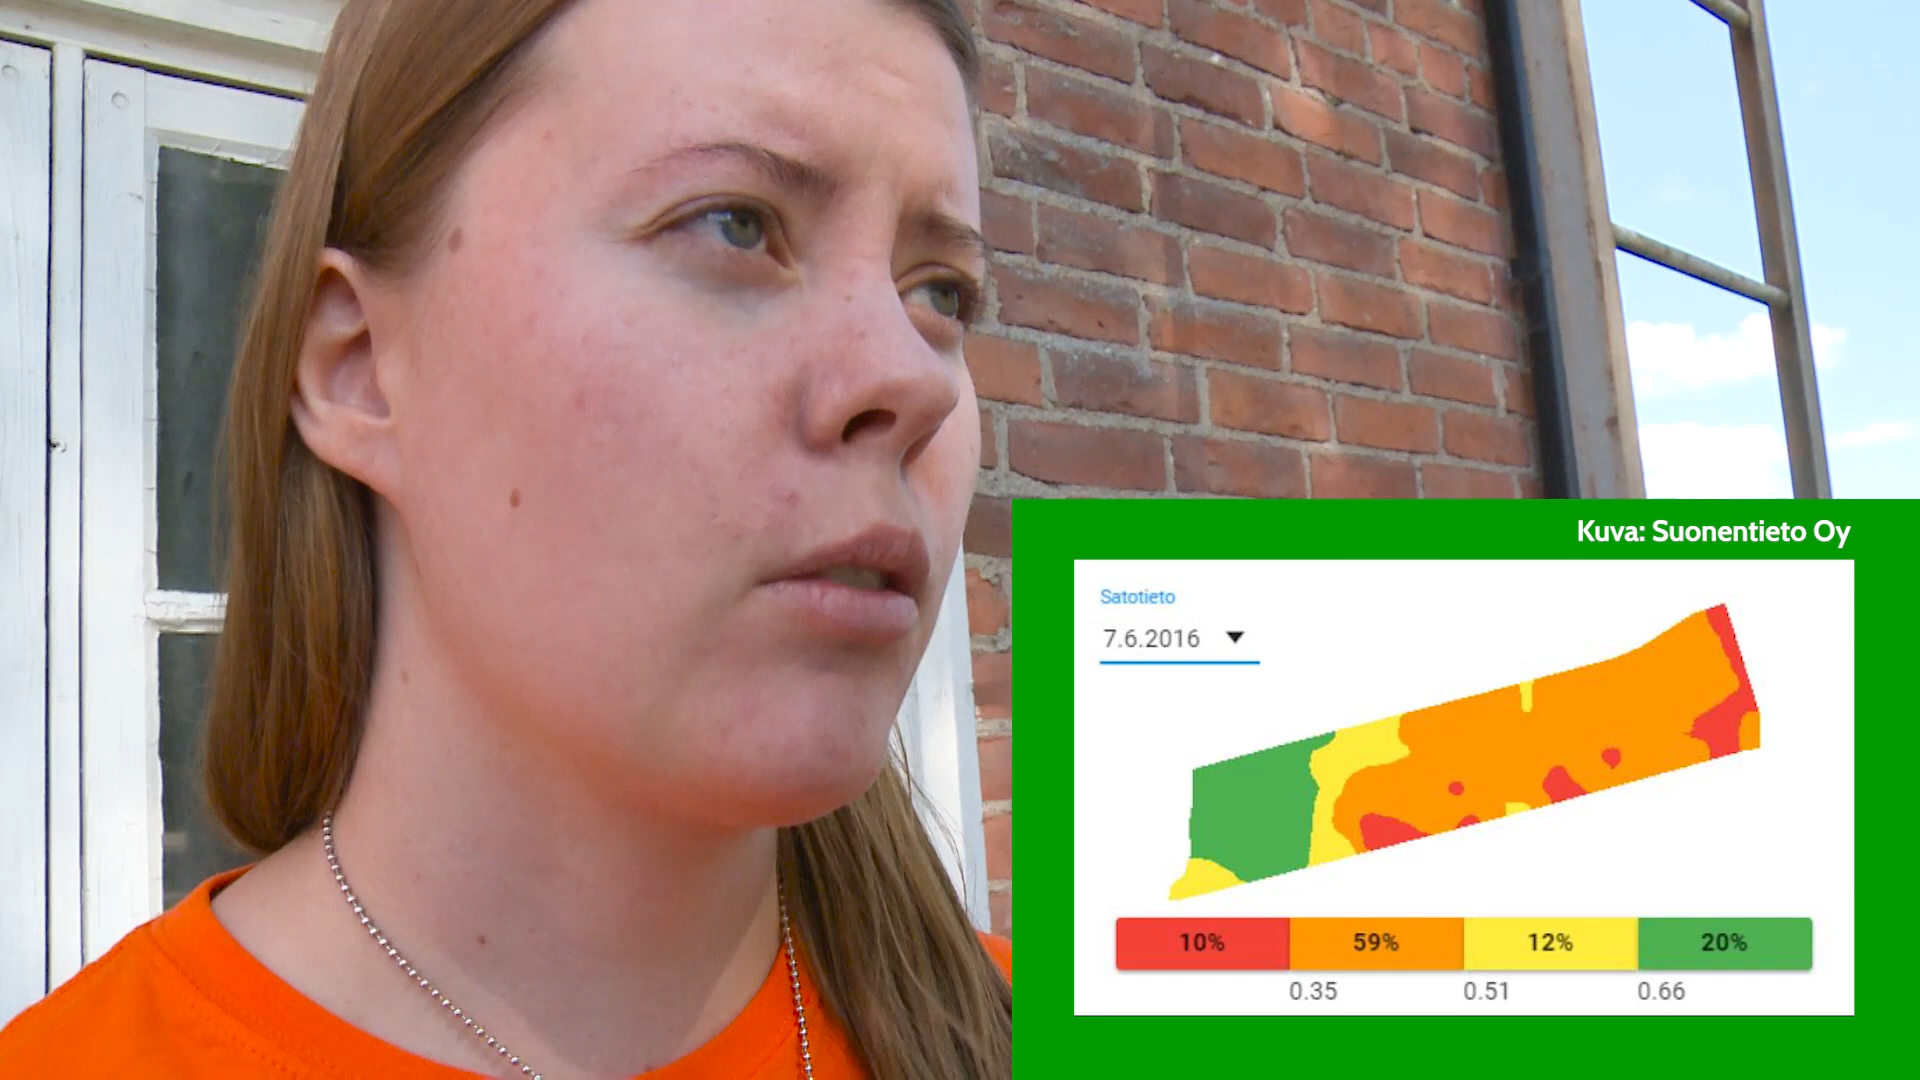 Kuva: Suonentieto Oy
Satotieto
7.6.2016
10% 59% 12% 20%
0.35 0.51 0.66